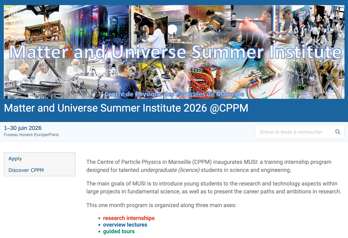 Matter and Universe Summer Institute
Centre de Physique des Particules de Marseille
Matter and Universe Summer Institute 2026 @CPPM
1–30 juin 2026
Fuseau horaire Europe/Paris
Entrer le texte à rechercher
Apply
Discover CPPM
The Centre of Particle Physics in Marseille (CPPM) inaugurates MUSI: a training internship program
designed for talented undergraduate (licence) students in science and engineering.
The main goals of MUSI is to introduce young students to the research and technology aspects within
large projects in fundamental science, as well as to present the career paths and ambitions in research.
This one month program is organized along three main axes:
• research internships
• overview lectures
• guided tours